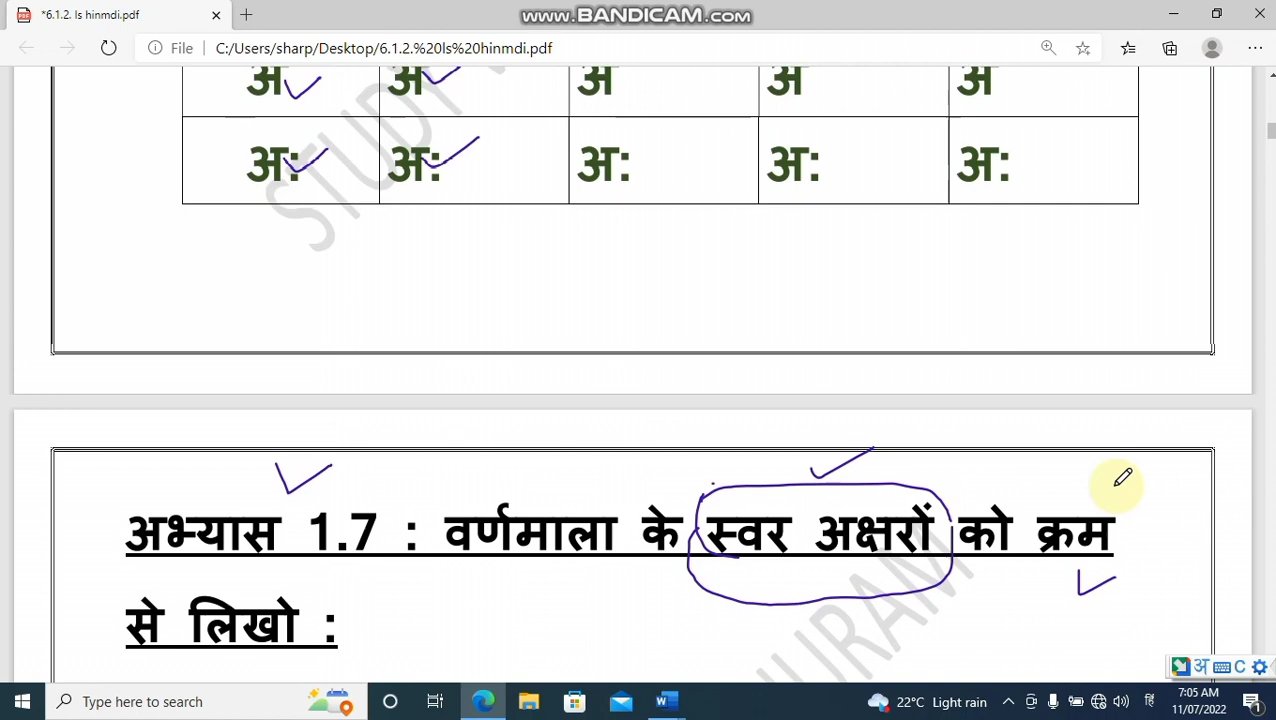 *6.1.2. ls hinmdi.pdf
www.BANDICAM.com
File C:/Users/sharp/Desktop/6.1.2.%20ls%20hinmdi.pdf
अ अ अ अ अ
अ: अ: अ: अ: अ:
STUDY
अभ्यास 1.7 : वर्णमाला के स्वर अक्षरों को क्रम
से लिखो :
URAM
Type here to search
22°C Light rain
हिं
7:05 AM
11/07/2022